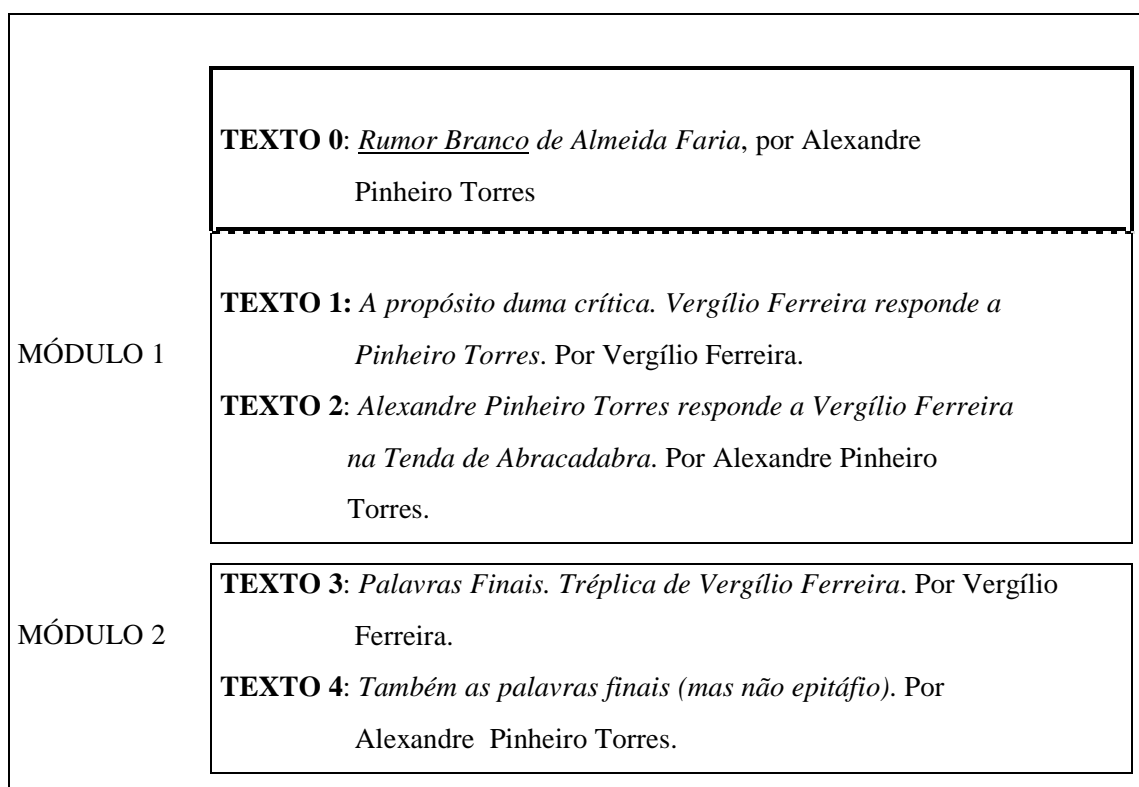 TEXTO 0: Rumor Branco de Almeida Faria, por Alexandre
Pinheiro Torres
MÓDULO 1
TEXTO 1: A propósito duma crítica. Vergílio Ferreira responde a
Pinheiro Torres. Por Vergílio Ferreira.
TEXTO 2: Alexandre Pinheiro Torres responde a Vergílio Ferreira
na Tenda de Abracadabra. Por Alexandre Pinheiro
Torres.
MÓDULO 2
TEXTO 3: Palavras Finais. Tréplica de Vergílio Ferreira. Por Vergílio
Ferreira.
TEXTO 4: Também as palavras finais (mas não epitáfio). Por
Alexandre Pinheiro Torres.